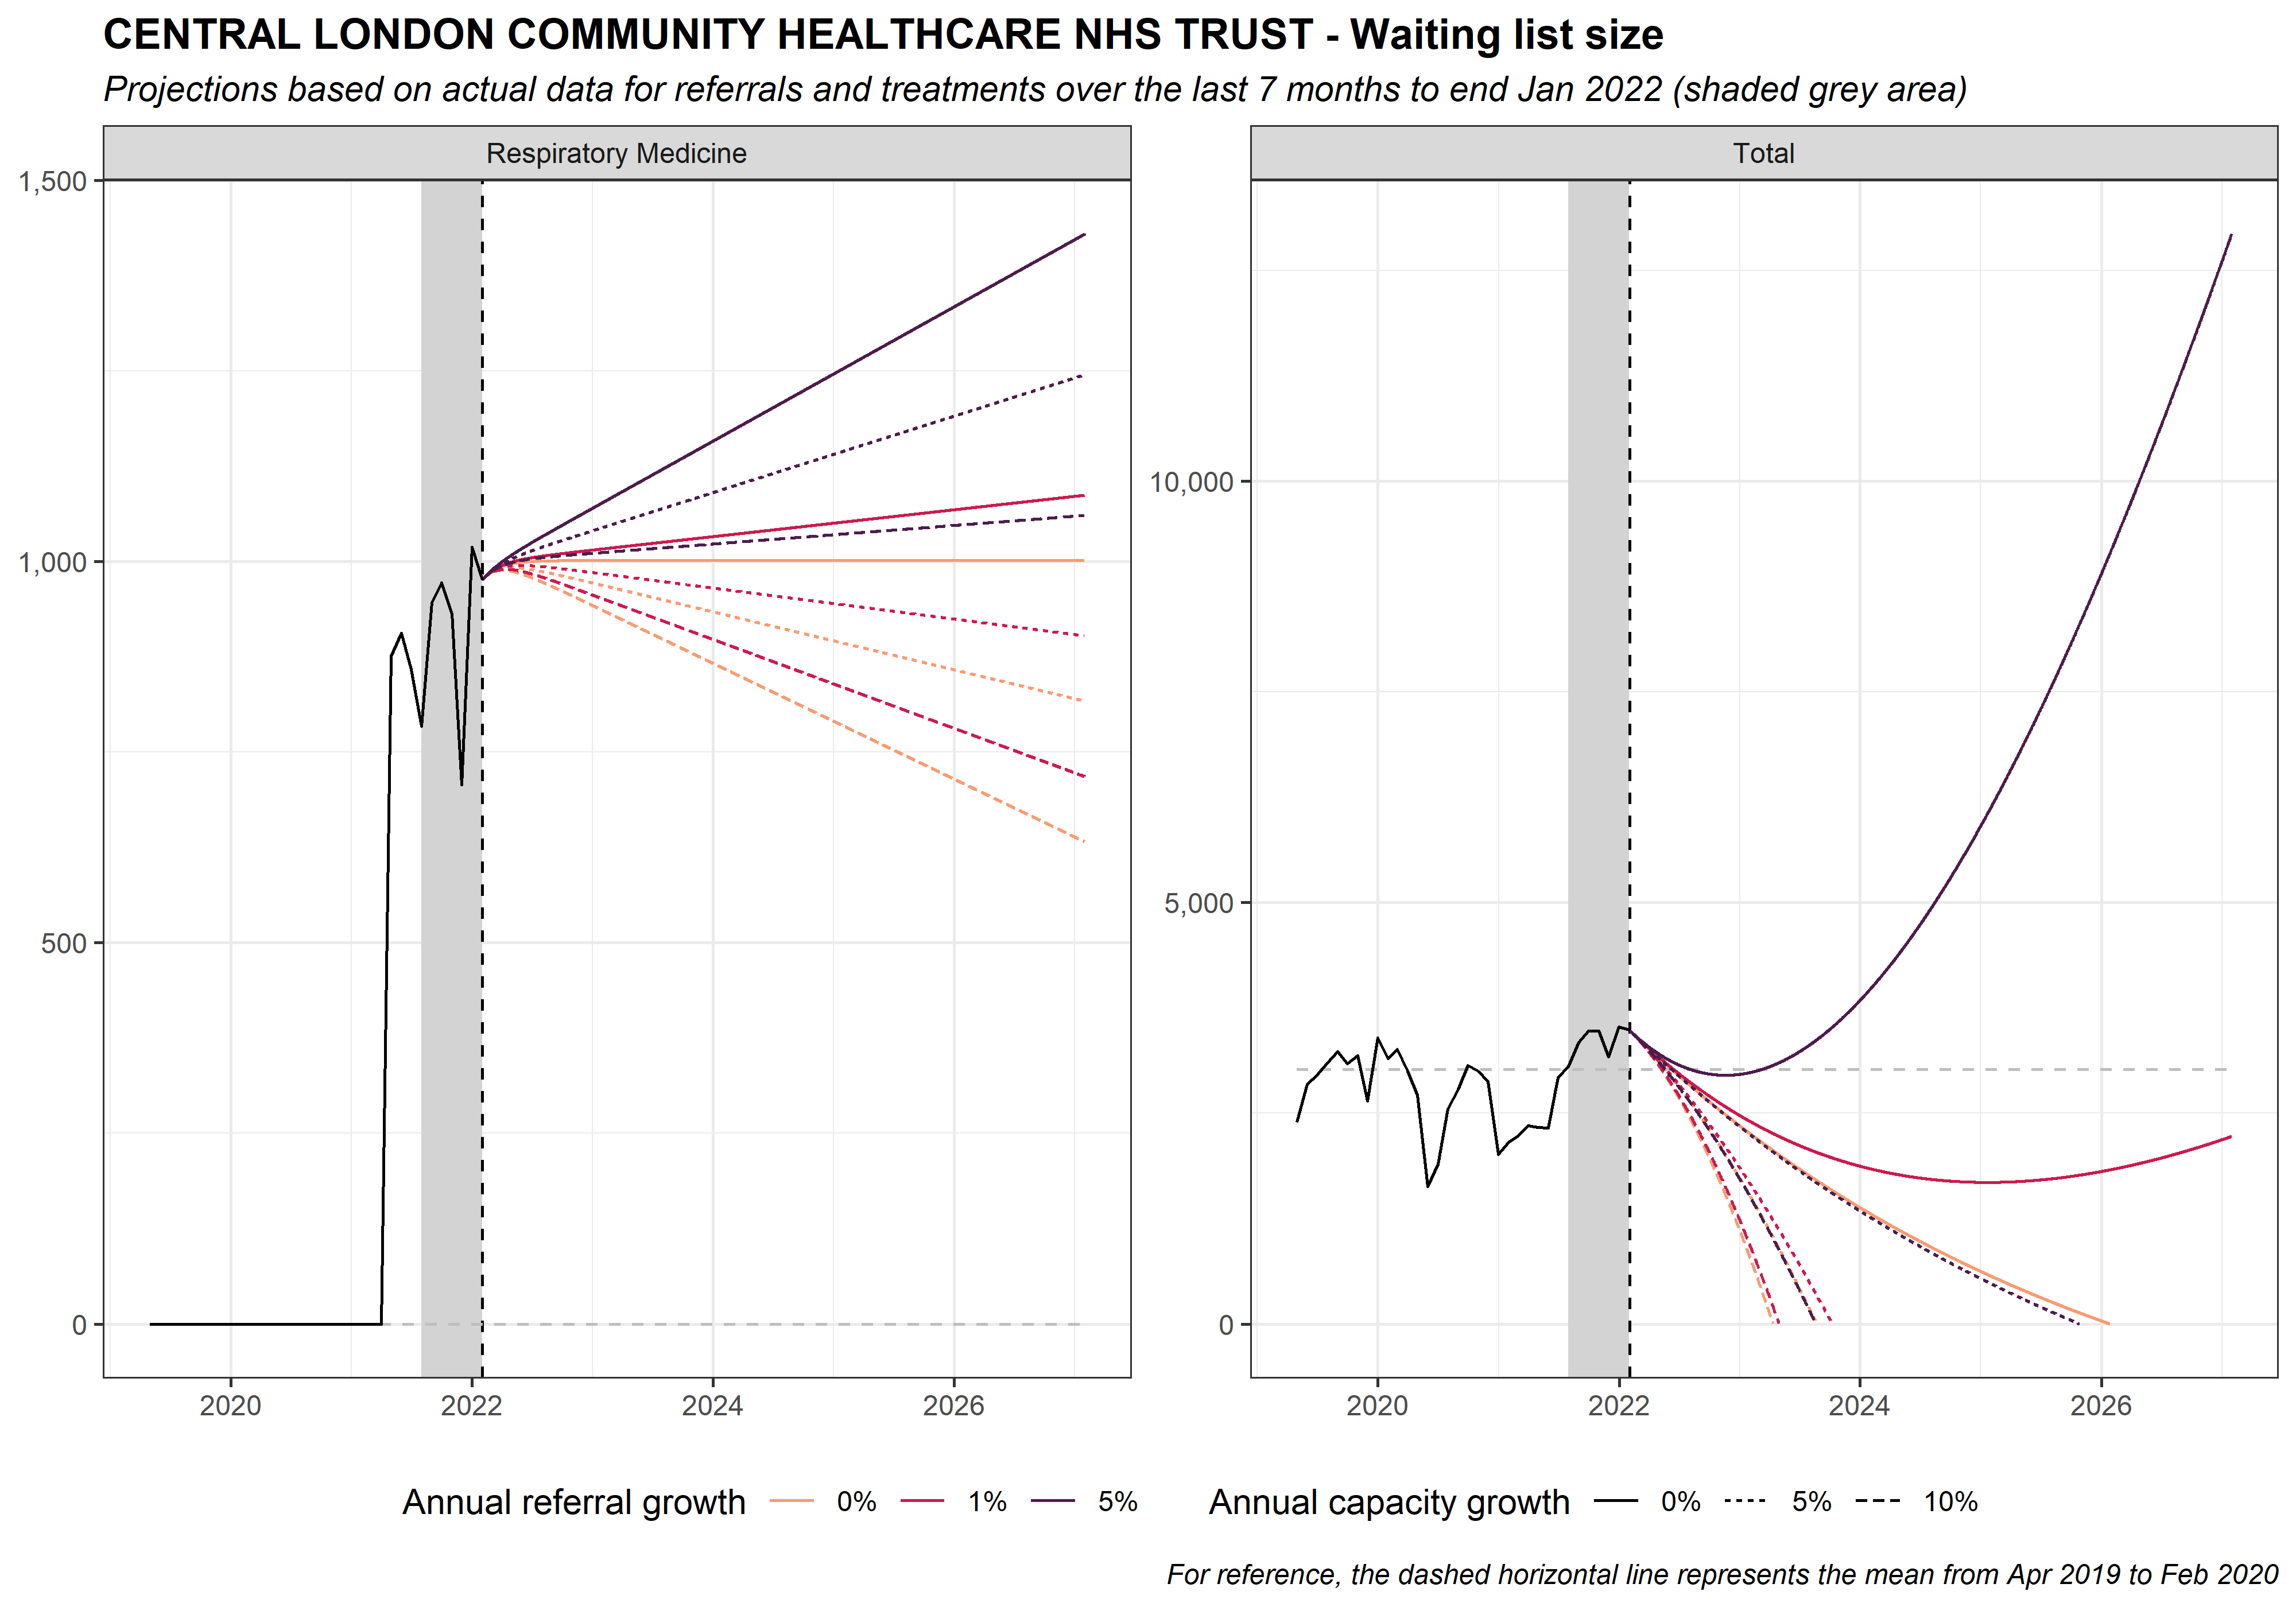 CENTRAL LONDON COMMUNITY HEALTHCARE NHS TRUST - Waiting list size
Projections based on actual data for referrals and treatments over the last 7 months to end Jan 2022 (shaded grey area)
Respiratory Medicine
1,500
1,000
500
0
2020 2022 2024 2026
Total
10,000
5,000
0
2020 2022 2024 2026
Annual referral growth 0% 1% 5%
Annual capacity growth 0% 5% 10%
For reference, the dashed horizontal line represents the mean from Apr 2019 to Feb 2020